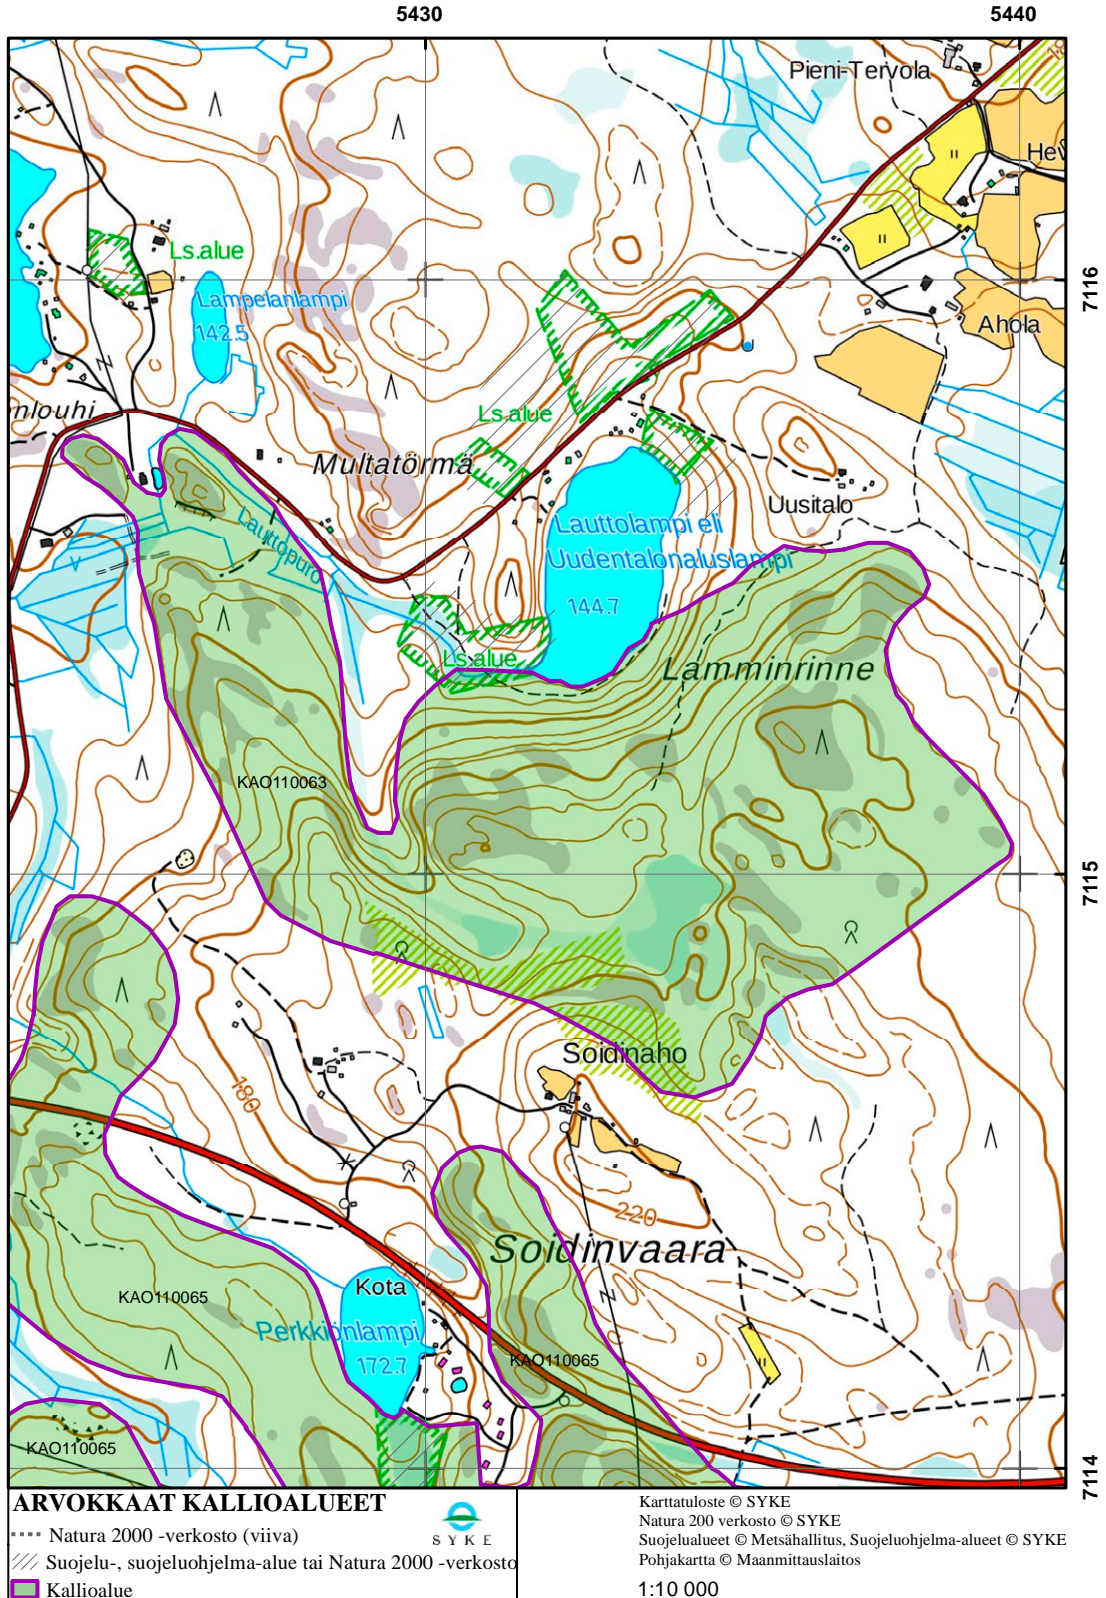 5430
5440
Pieni-Tervola
7116
Ls.alue
Lampelanlampi
142.5
Ahola
nlouhi
Ls.alue
Multatörmä
Uusitalo
Lauttopuro
Lauttolampi eli
Uudentalonaluslampi
144.7
Ls.alue
Lamminrinne
KAO110063
7115
Soidinaho
180
220
Soidinvaara
Kota
KAO110065
Perkkiönlampi
172.7
KAO110065
KAO110065
7114
ARVOKKAAT KALLIOALUEET
Natura 2000 -verkosto (viiva)
SYKE
Suojelu-, suojeluohjelma-alue tai Natura 2000 -verkosto
Kallioalue
Karttatuloste © SYKE
Natura 200 verkosto © SYKE
Suojelualueet © Metsähallitus, Suojeluohjelma-alueet © SYKE
Pohjakartta © Maanmittauslaitos
1:10 000